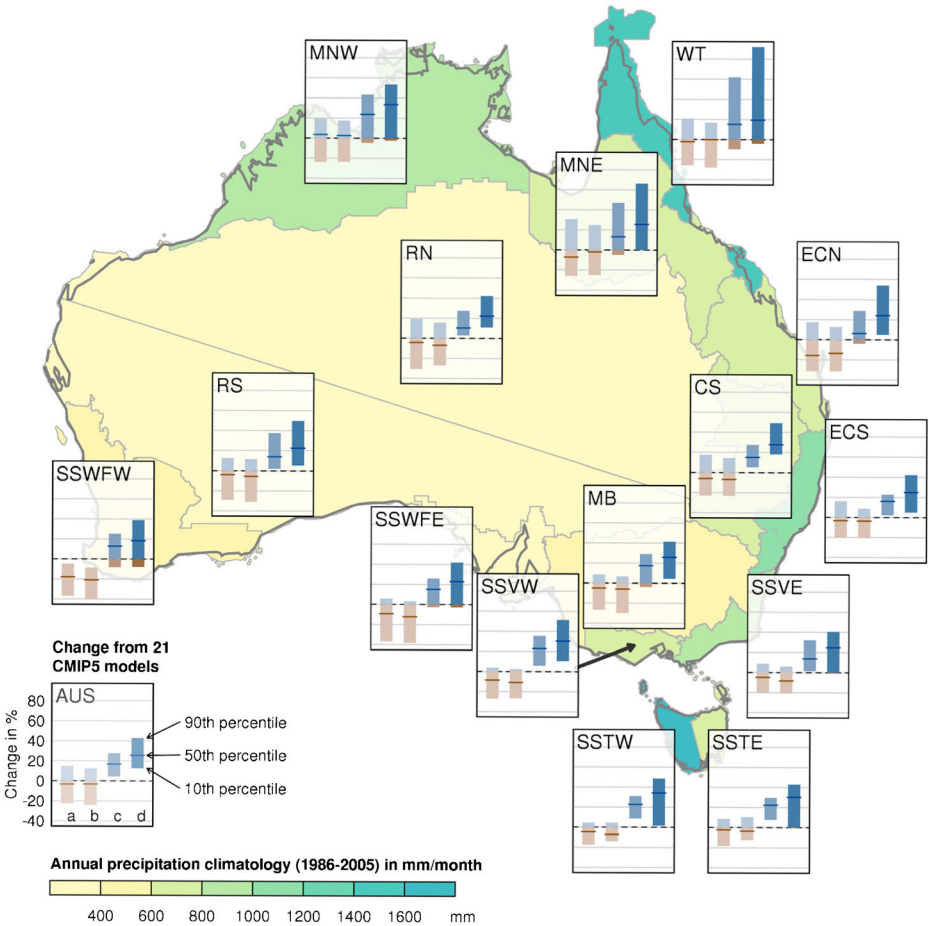 MNW
WT
MNE
RN
ECN
RS
CS
ECS
SSWFW
MB
SSWFE
SSVW
SSVE
Change from 21
CMIP5 models
AUS
80
60
40
20
0
-20
-40
Change in %
a b c d
90th percentile
50th percentile
10th percentile
SSTW
SSTE
Annual precipitation climatology (1986-2005) in mm/month
400 600 800 1000 1200 1400 1600 mm